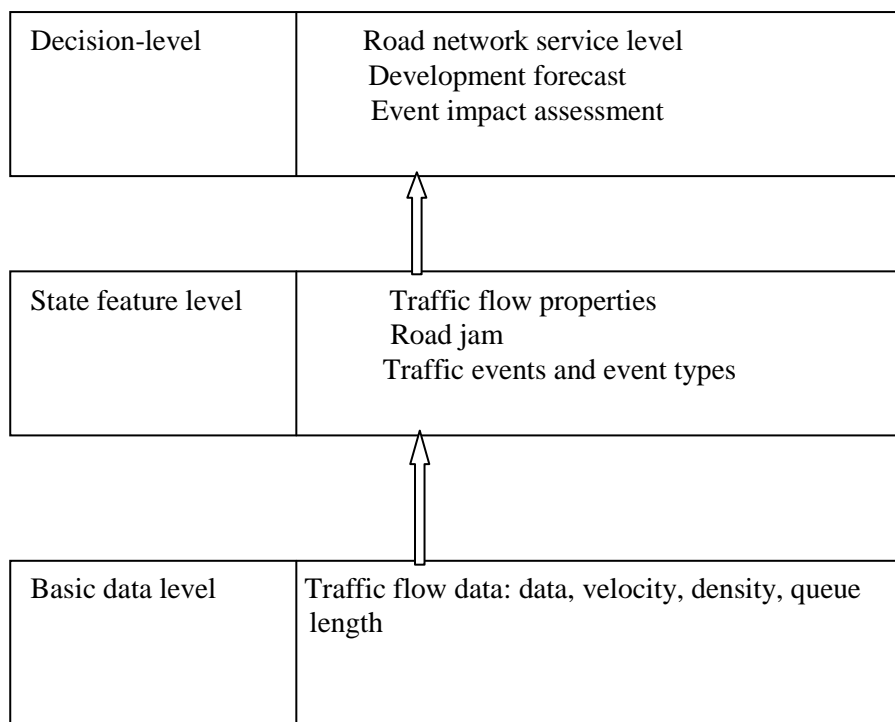 Decision-level
Road network service level
Development forecast
Event impact assessment
State feature level
Traffic flow properties
Road jam
Traffic events and event types
Basic data level
Traffic flow data: data, velocity, density, queue
length